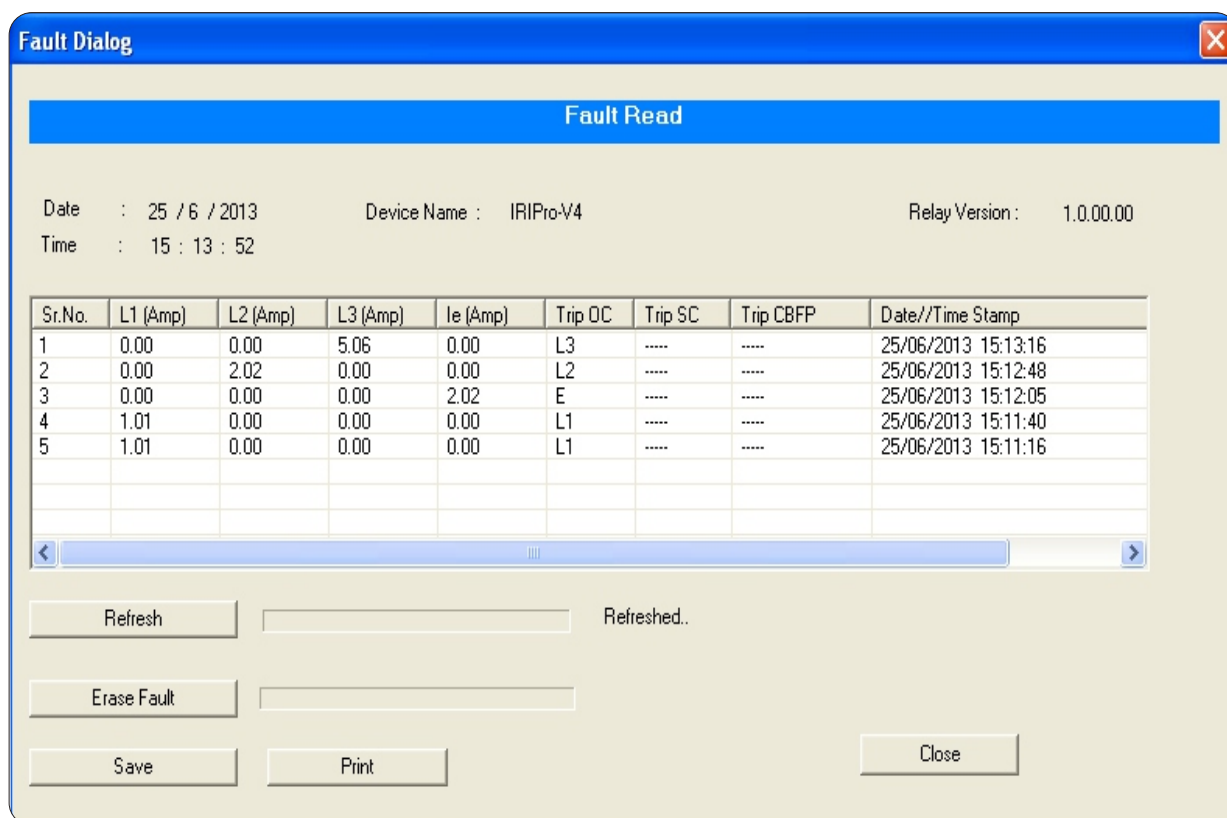 Fault Dialog
Fault Read
Date : 25 / 6 / 2013 Device Name : IRIPro-V4 Relay Version : 1.0.00.00
Time : 15 : 13 : 52
Sr.No. L1 (Amp) L2 (Amp) L3 (Amp) Ie (Amp) Trip OC Trip SC Trip CBFP Date//Time Stamp
1 0.00 0.00 5.06 0.00 L3 ----- ----- 25/06/2013 15:13:16
2 0.00 2.02 0.00 0.00 L2 ----- ----- 25/06/2013 15:12:48
3 0.00 0.00 0.00 2.02 E ----- ----- 25/06/2013 15:12:05
4 1.01 0.00 0.00 0.00 L1 ----- ----- 25/06/2013 15:11:40
5 1.01 0.00 0.00 0.00 L1 ----- ----- 25/06/2013 15:11:16
Refresh Refreshed..
Erase Fault
Save Print Close